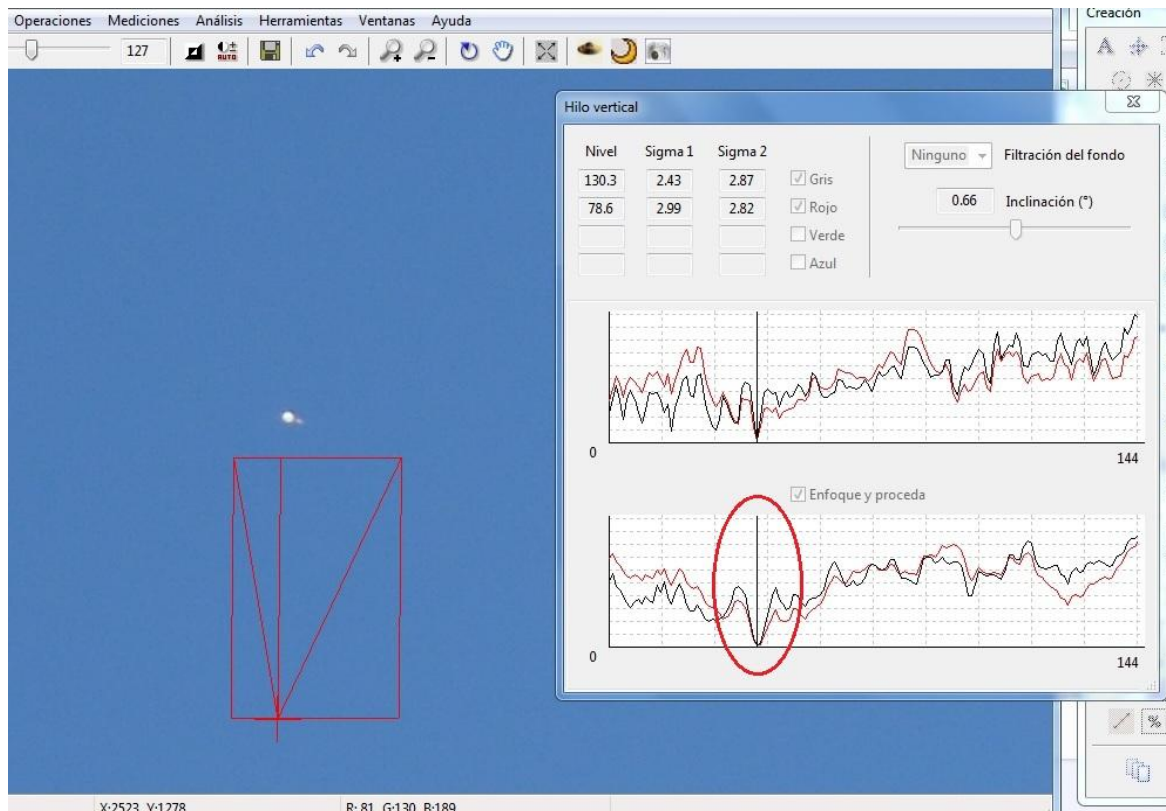 Operaciones Mediciones Análisis Herramientas Ventanas Ayuda
Creación
127
AUTO
A
Hilo vertical
Nivel Sigma 1 Sigma 2
Ninguno Filtración del fondo
130.3 2.43 2.87 Gris
78.6 2.99 2.82 Rojo
0.66 Inclinación (°)
Verde
Azul
0
144
Enfoque y proceda
0
144
%
X:2523 Y:1278 R: 81 G:130 B:189